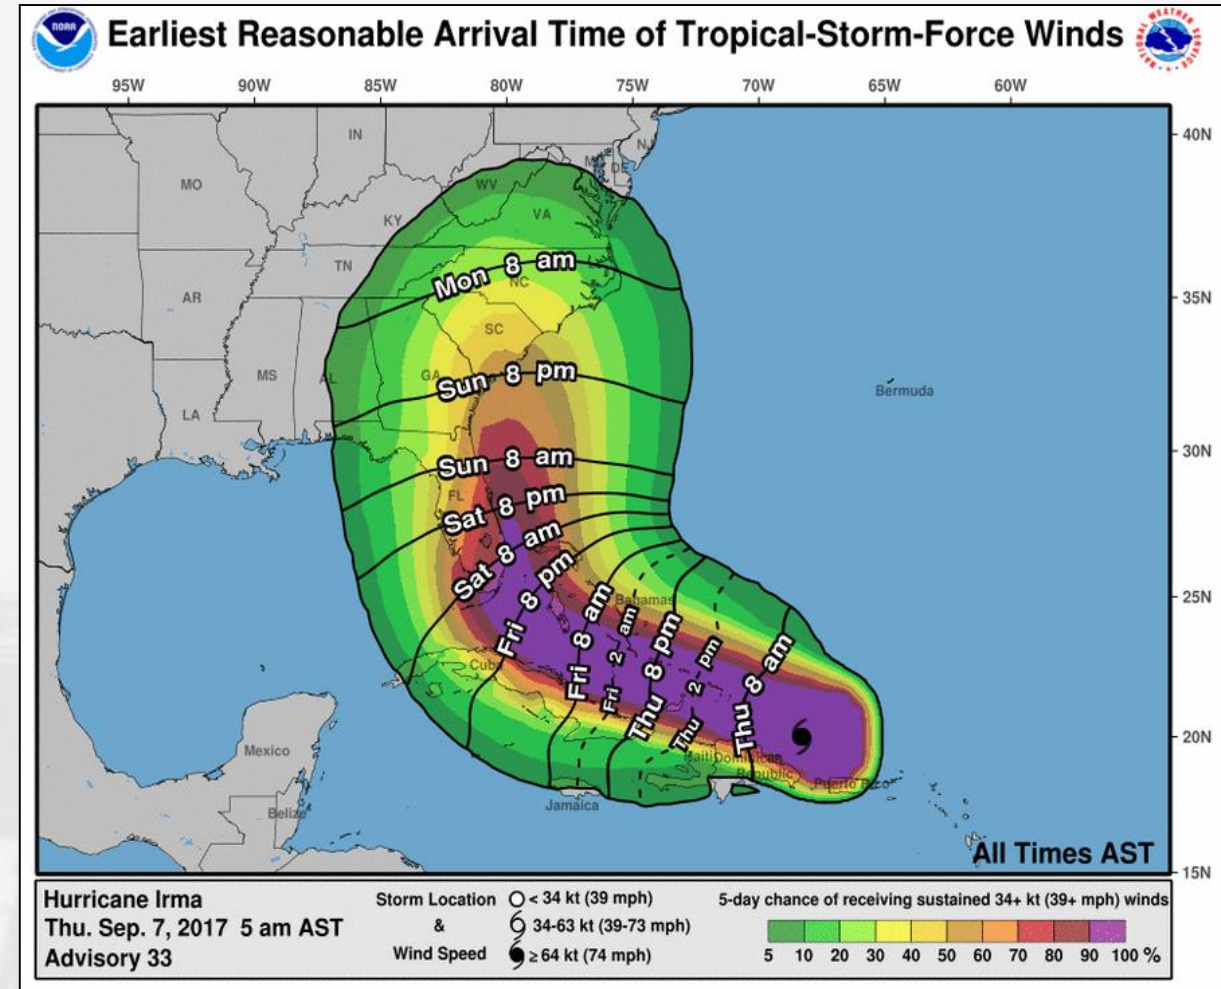 NOAA
Earliest Reasonable Arrival Time of Tropical-Storm-Force Winds
NATIONAL WEATHER SERVICE
95W 90W 85W 80W 75W 70W 65W 60W
40N
35N
30N
25N
20N
15N
IN
NJ
DE
MO
WV
VA
KY
TN
NC
AR
SC
MS
AL
GA
LA
FL
Bermuda
Bahamas
Cuba
Mexico
Belize
Jamaica
Haiti
Dominican
Republic
Puerto Rico
Mon 8 am
Sun 8 pm
Sun 8 am
Sat 8 pm
Sat 8 am
Fri 8 pm
Fri 8 am
Fri 2 am
Thu 8 pm
Thu 2 pm
Thu 8 am
All Times AST
Hurricane Irma
Thu. Sep. 7, 2017 5 am AST
Advisory 33
Storm Location
&
Wind Speed
< 34 kt (39 mph)
34-63 kt (39-73 mph)
≥ 64 kt (74 mph)
5-day chance of receiving sustained 34+ kt (39+ mph) winds
5 10 20 30 40 50 60 70 80 90 100 %